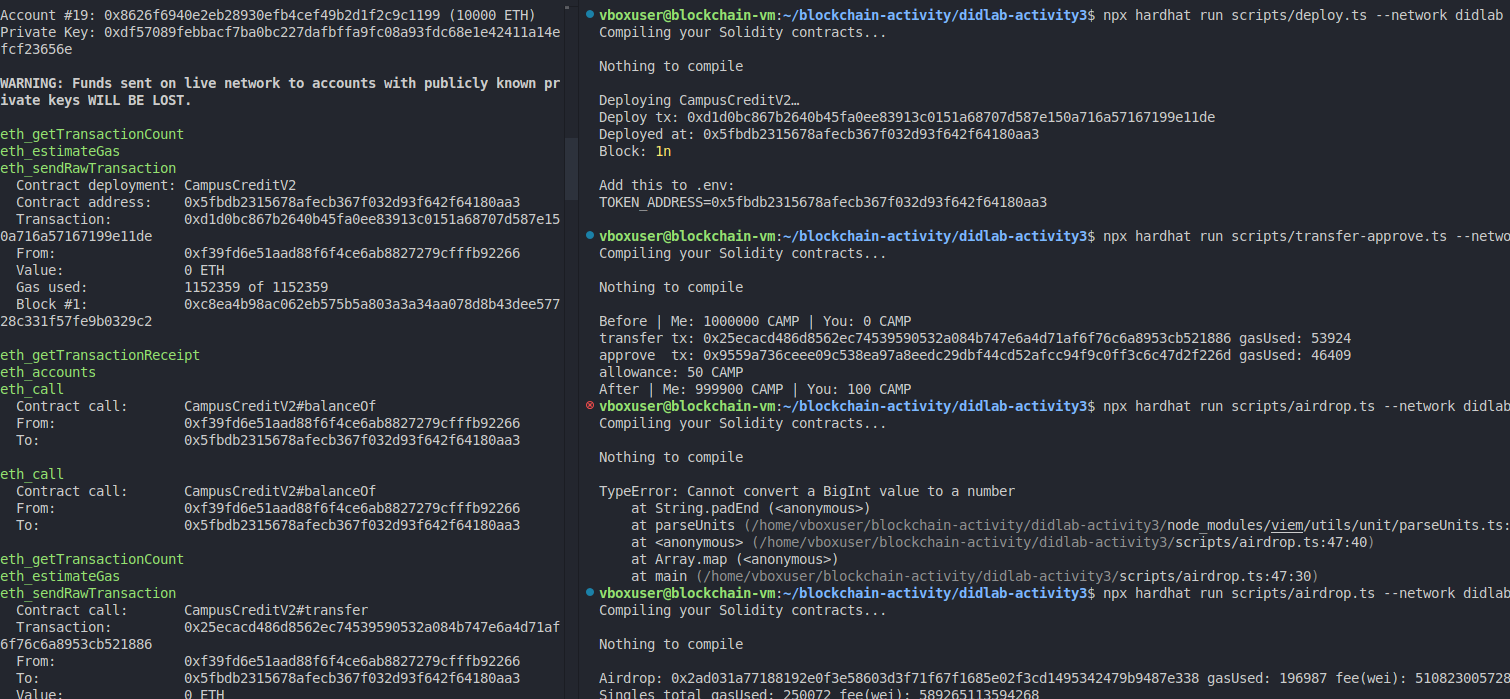 Account #19: 0x8626f6940e2eb28930efb4cef49b2d1f2c9c1199 (10000 ETH)
Private Key: 0xdf57089febbacf7ba0bc227dafbffa9fc08a93fdc68e1e42411a14e
fcf23656e
WARNING: Funds sent on live network to accounts with publicly known pr
ivate keys WILL BE LOST.
eth_getTransactionCount
eth_estimateGas
eth_sendRawTransaction
Contract deployment: CampusCreditV2
Contract address: 0x5fbdb2315678afecb367f032d93f642f64180aa3
Transaction: 0xd1d0bc867b2640b45fa0ee83913c0151a68707d587e15
0a716a57167199e11de
From: 0xf39fd6e51aad88f6f4ce6ab8827279cfffb92266
Value: 0 ETH
Gas used: 1152359 of 1152359
Block #1: 0xc8ea4b98ac062eb575b5a803a3a34aa078d8b43dee577
28c331f57fe9b0329c2
eth_getTransactionReceipt
eth_accounts
eth_call
Contract call: CampusCreditV2#balanceOf
From: 0xf39fd6e51aad88f6f4ce6ab8827279cfffb92266
To: 0x5fbdb2315678afecb367f032d93f642f64180aa3
eth_call
Contract call: CampusCreditV2#balanceOf
From: 0xf39fd6e51aad88f6f4ce6ab8827279cfffb92266
To: 0x5fbdb2315678afecb367f032d93f642f64180aa3
eth_getTransactionCount
eth_estimateGas
eth_sendRawTransaction
Contract call: CampusCreditV2#transfer
Transaction: 0x25ecacd486d8562ec74539590532a084b747e6a4d71af
6f76c6a8953cb521886
From: 0xf39fd6e51aad88f6f4ce6ab8827279cfffb92266
To: 0x5fbdb2315678afecb367f032d93f642f64180aa3
Value: 0 ETH
vboxuser@blockchain-vm:~/blockchain-activity/didlab-activity3$ npx hardhat run scripts/deploy.ts --network didlab
Compiling your Solidity contracts...
Nothing to compile
Deploying CampusCreditV2…
Deploy tx: 0xd1d0bc867b2640b45fa0ee83913c0151a68707d587e150a716a57167199e11de
Deployed at: 0x5fbdb2315678afecb367f032d93f642f64180aa3
Block: 1n
Add this to .env:
TOKEN_ADDRESS=0x5fbdb2315678afecb367f032d93f642f64180aa3
vboxuser@blockchain-vm:~/blockchain-activity/didlab-activity3$ npx hardhat run scripts/transfer-approve.ts --netwo
Compiling your Solidity contracts...
Nothing to compile
Before | Me: 1000000 CAMP | You: 0 CAMP
transfer tx: 0x25ecacd486d8562ec74539590532a084b747e6a4d71af6f76c6a8953cb521886 gasUsed: 53924
approve  tx: 0x9559a736ceee09c538ea97a8eedc29dbf44cd52afcc94f9c0ff3c6c47d2f226d gasUsed: 46409
allowance: 50 CAMP
After | Me: 999900 CAMP | You: 100 CAMP
vboxuser@blockchain-vm:~/blockchain-activity/didlab-activity3$ npx hardhat run scripts/airdrop.ts --network didlab
Compiling your Solidity contracts...
Nothing to compile
TypeError: Cannot convert a BigInt value to a number
at String.padEnd (<anonymous>)
at parseUnits (/home/vboxuser/blockchain-activity/didlab-activity3/node_modules/viem/utils/unit/parseUnits.ts:
at <anonymous> (/home/vboxuser/blockchain-activity/didlab-activity3/scripts/airdrop.ts:47:40)
at Array.map (<anonymous>)
at main (/home/vboxuser/blockchain-activity/didlab-activity3/scripts/airdrop.ts:47:30)
vboxuser@blockchain-vm:~/blockchain-activity/didlab-activity3$ npx hardhat run scripts/airdrop.ts --network didlab
Compiling your Solidity contracts...
Nothing to compile
Airdrop: 0x2ad031a77188192e0f3e58603d3f71f67f1685e02f3cd1495342479b9487e338 gasUsed: 196987 fee(wei): 510823005728
Singles total gasUsed: 250072 fee(wei): 589265113594268